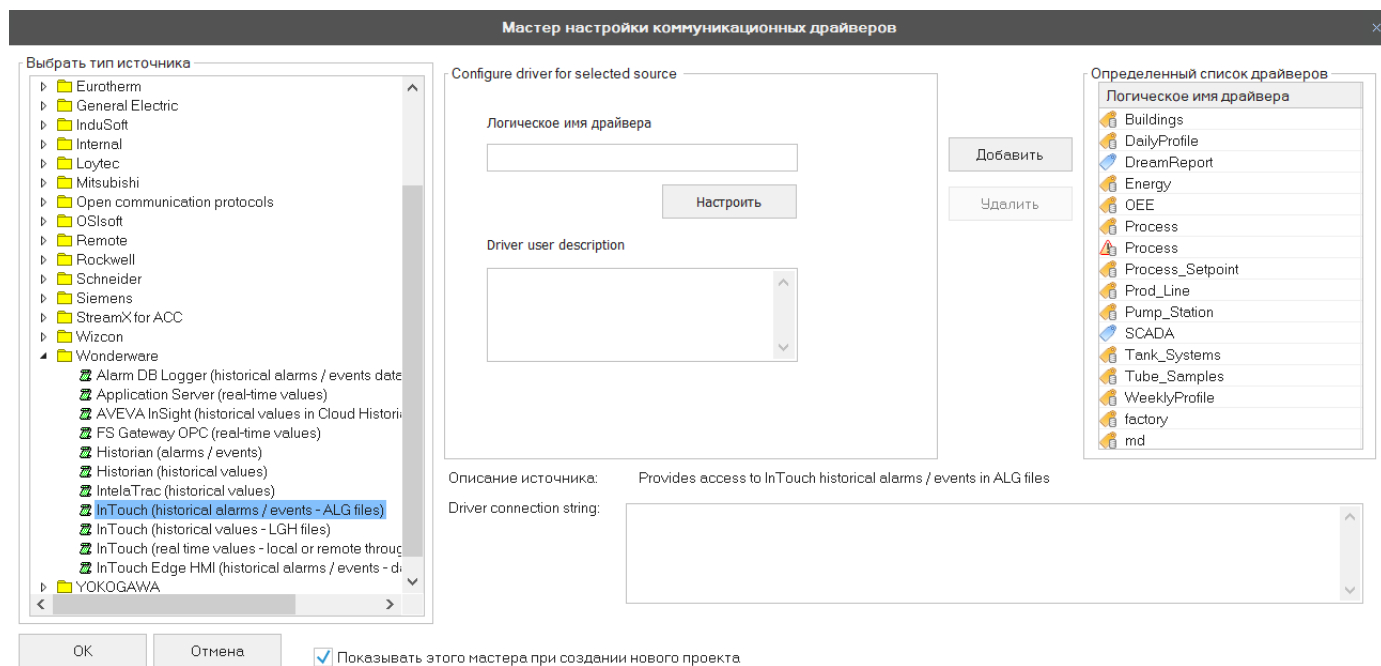 Мастер настройки коммуникационных драйверов
Выбрать тип источника
Eurotherm
General Electric
InduSoft
Internal
Loytec
Mitsubishi
Open communication protocols
OSIsoft
Remote
Rockwell
Schneider
Siemens
StreamX for ACC
Wizcon
Wonderware
Alarm DB Logger (historical alarms / events data
Application Server (real-time values)
AVEVA InSight (historical values in Cloud Histori
FS Gateway OPC (real-time values)
Historian (alarms / events)
Historian (historical values)
IntelaTrac (historical values)
InTouch (historical alarms / events - ALG files)
InTouch (historical values - LGH files)
InTouch (real time values - local or remote throug
InTouch Edge HMI (historical alarms / events - d
YOKOGAWA
Configure driver for selected source
Логическое имя драйвера
Настроить
Driver user description
Добавить
Удалить
Определенный список драйверов
Логическое имя драйвера
Buildings
DailyProfile
DreamReport
Energy
OEE
Process
Process
Process_Setpoint
Prod_Line
Pump_Station
SCADA
Tank_Systems
Tube_Samples
WeeklyProfile
factory
md
Описание источника: Provides access to InTouch historical alarms / events in ALG files
Driver connection string:
OK
Отмена
Показывать этого мастера при создании нового проекта